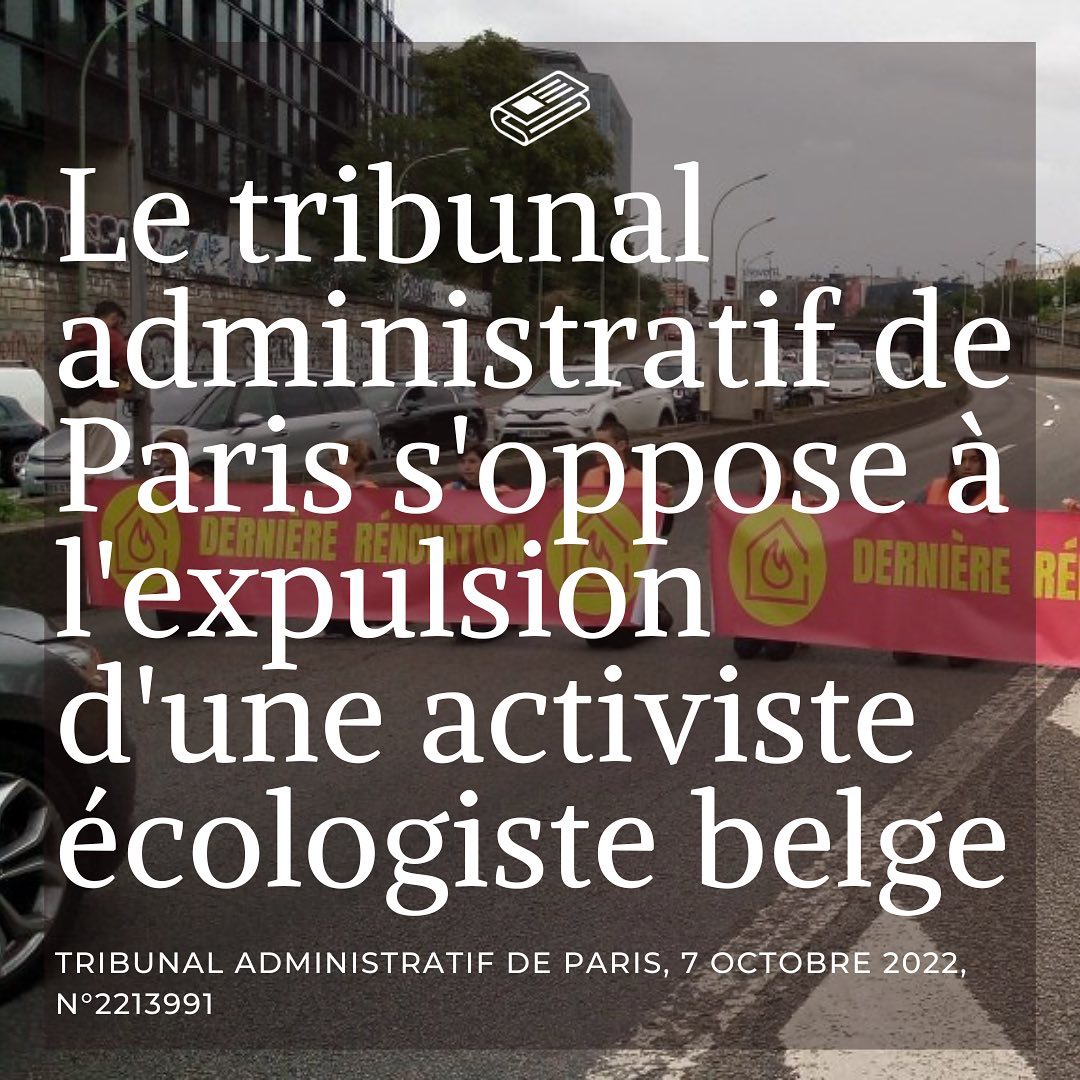 Le tribunal
administratif de
Paris s'oppose à
l'expulsion
d'une activiste
écologiste belge
TRIBUNAL ADMINISTRATIF DE PARIS, 7 OCTOBRE 2022,
N°2213991
DERNIÈRE RÉNOVATION
DERNIÈRE RÉ